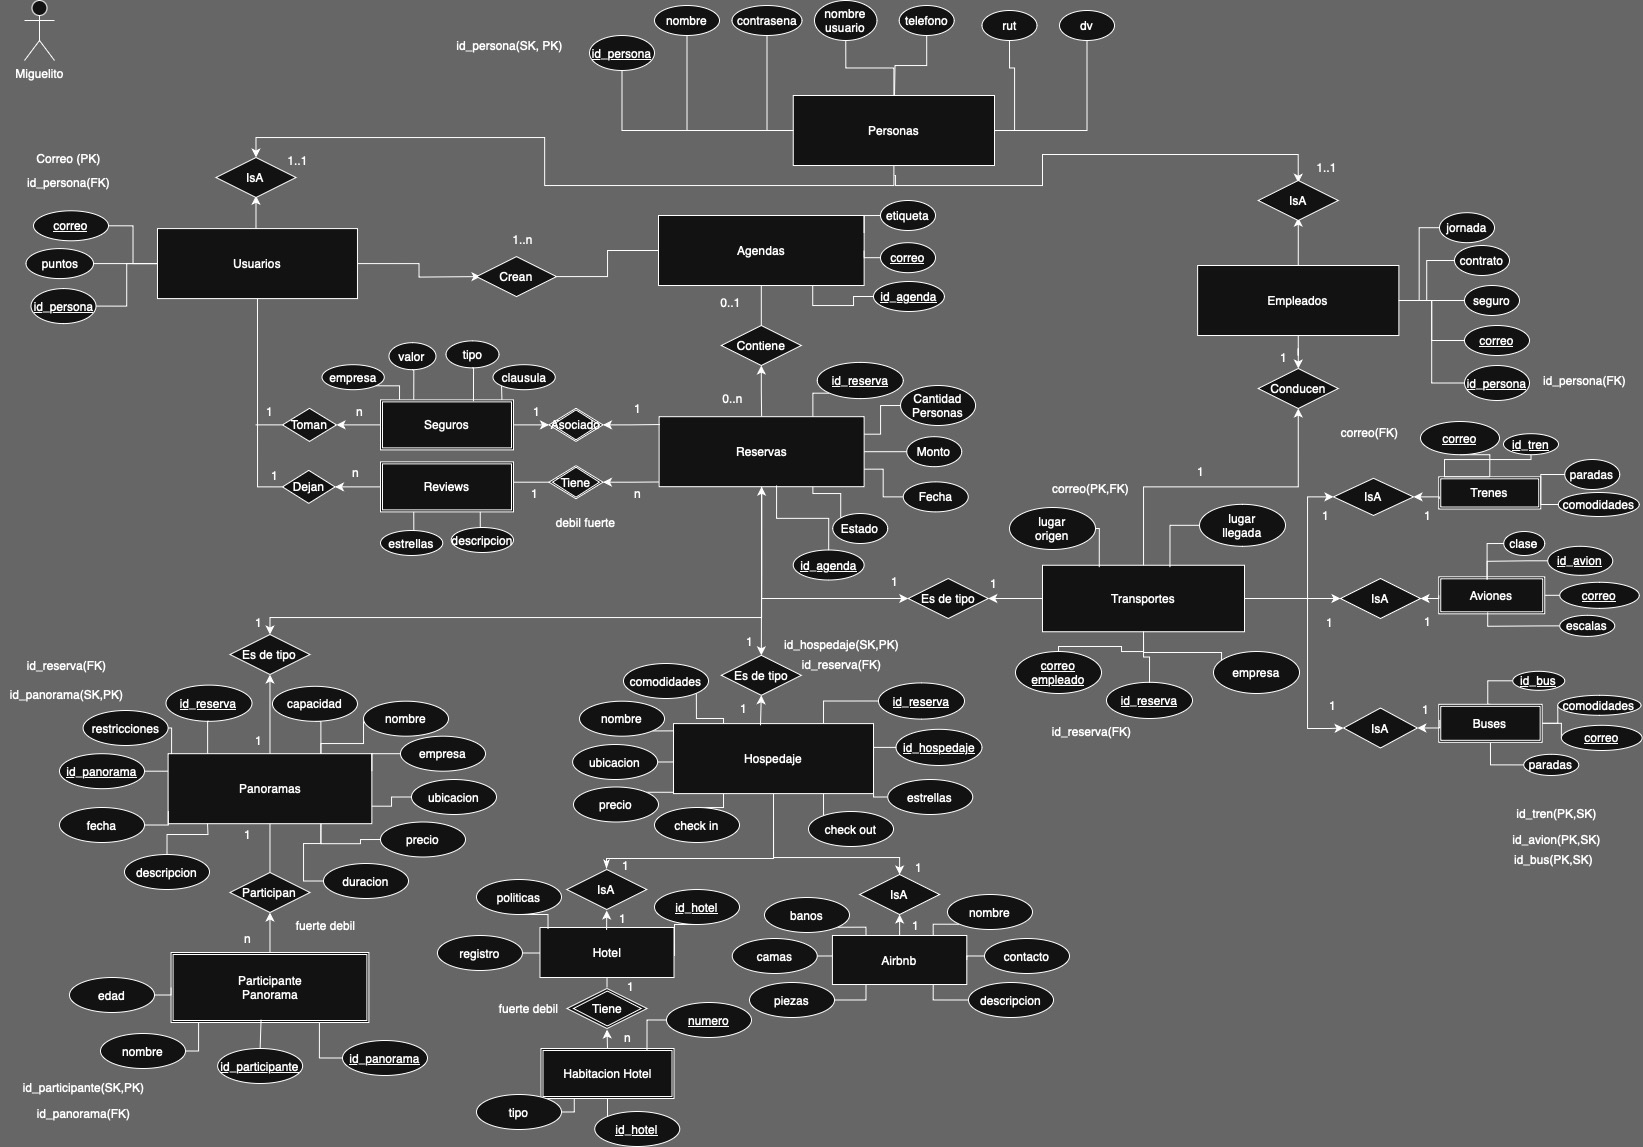 Miguelito
id_persona(SK, PK)
id_persona
nombre
contrasena
nombre
usuario
telefono
rut
dv
Personas
Correo (PK)
id_persona(FK)
IsA
1..1
1..1
IsA
correo
puntos
id_persona
Usuarios
1..n
Crean
Agendas
etiqueta
correo
id_agenda
0..1
Contiene
0..n
Empleados
jornada
contrato
seguro
correo
id_persona
id_persona(FK)
1
Conducen
empresa
valor
tipo
clausula
1
Toman
n
Seguros
1
Asociado
1
Reservas
id_reserva
Cantidad
Personas
Monto
Fecha
Estado
id_agenda
1
Dejan
n
Reviews
1
Tiene
n
debil fuerte
estrellas
descripcion
correo(FK)
correo
id_tren
paradas
comodidades
Trenes
IsA
1
1
1
correo(PK,FK)
lugar
origen
lugar
llegada
Transportes
1
Es de tipo
1
correo
empleado
id_reserva
empresa
id_reserva(FK)
clase
id_avion
correo
escalas
Aviones
IsA
1
1
id_bus
comodidades
correo
paradas
Buses
IsA
1
1
id_tren(PK,SK)
id_avion(PK,SK)
id_bus(PK,SK)
1
Es de tipo
id_reserva(FK)
id_panorama(SK,PK)
id_reserva
capacidad
restricciones
nombre
1
empresa
id_panorama
Panoramas
ubicacion
fecha
1
precio
descripcion
duracion
Participan
fuerte debil
n
Participante
Panorama
edad
nombre
id_participante
id_panorama
id_participante(SK,PK)
id_panorama(FK)
1
id_hospedaje(SK,PK)
id_reserva(FK)
Es de tipo
comodidades
1
id_reserva
nombre
id_hospedaje
ubicacion
Hospedaje
precio
estrellas
check in
check out
1
IsA
1
1
IsA
1
politicas
id_hotel
registro
Hotel
1
fuerte debil
Tiene
n
numero
Habitacion Hotel
tipo
id_hotel
banos
nombre
camas
Airbnb
contacto
piezas
descripcion